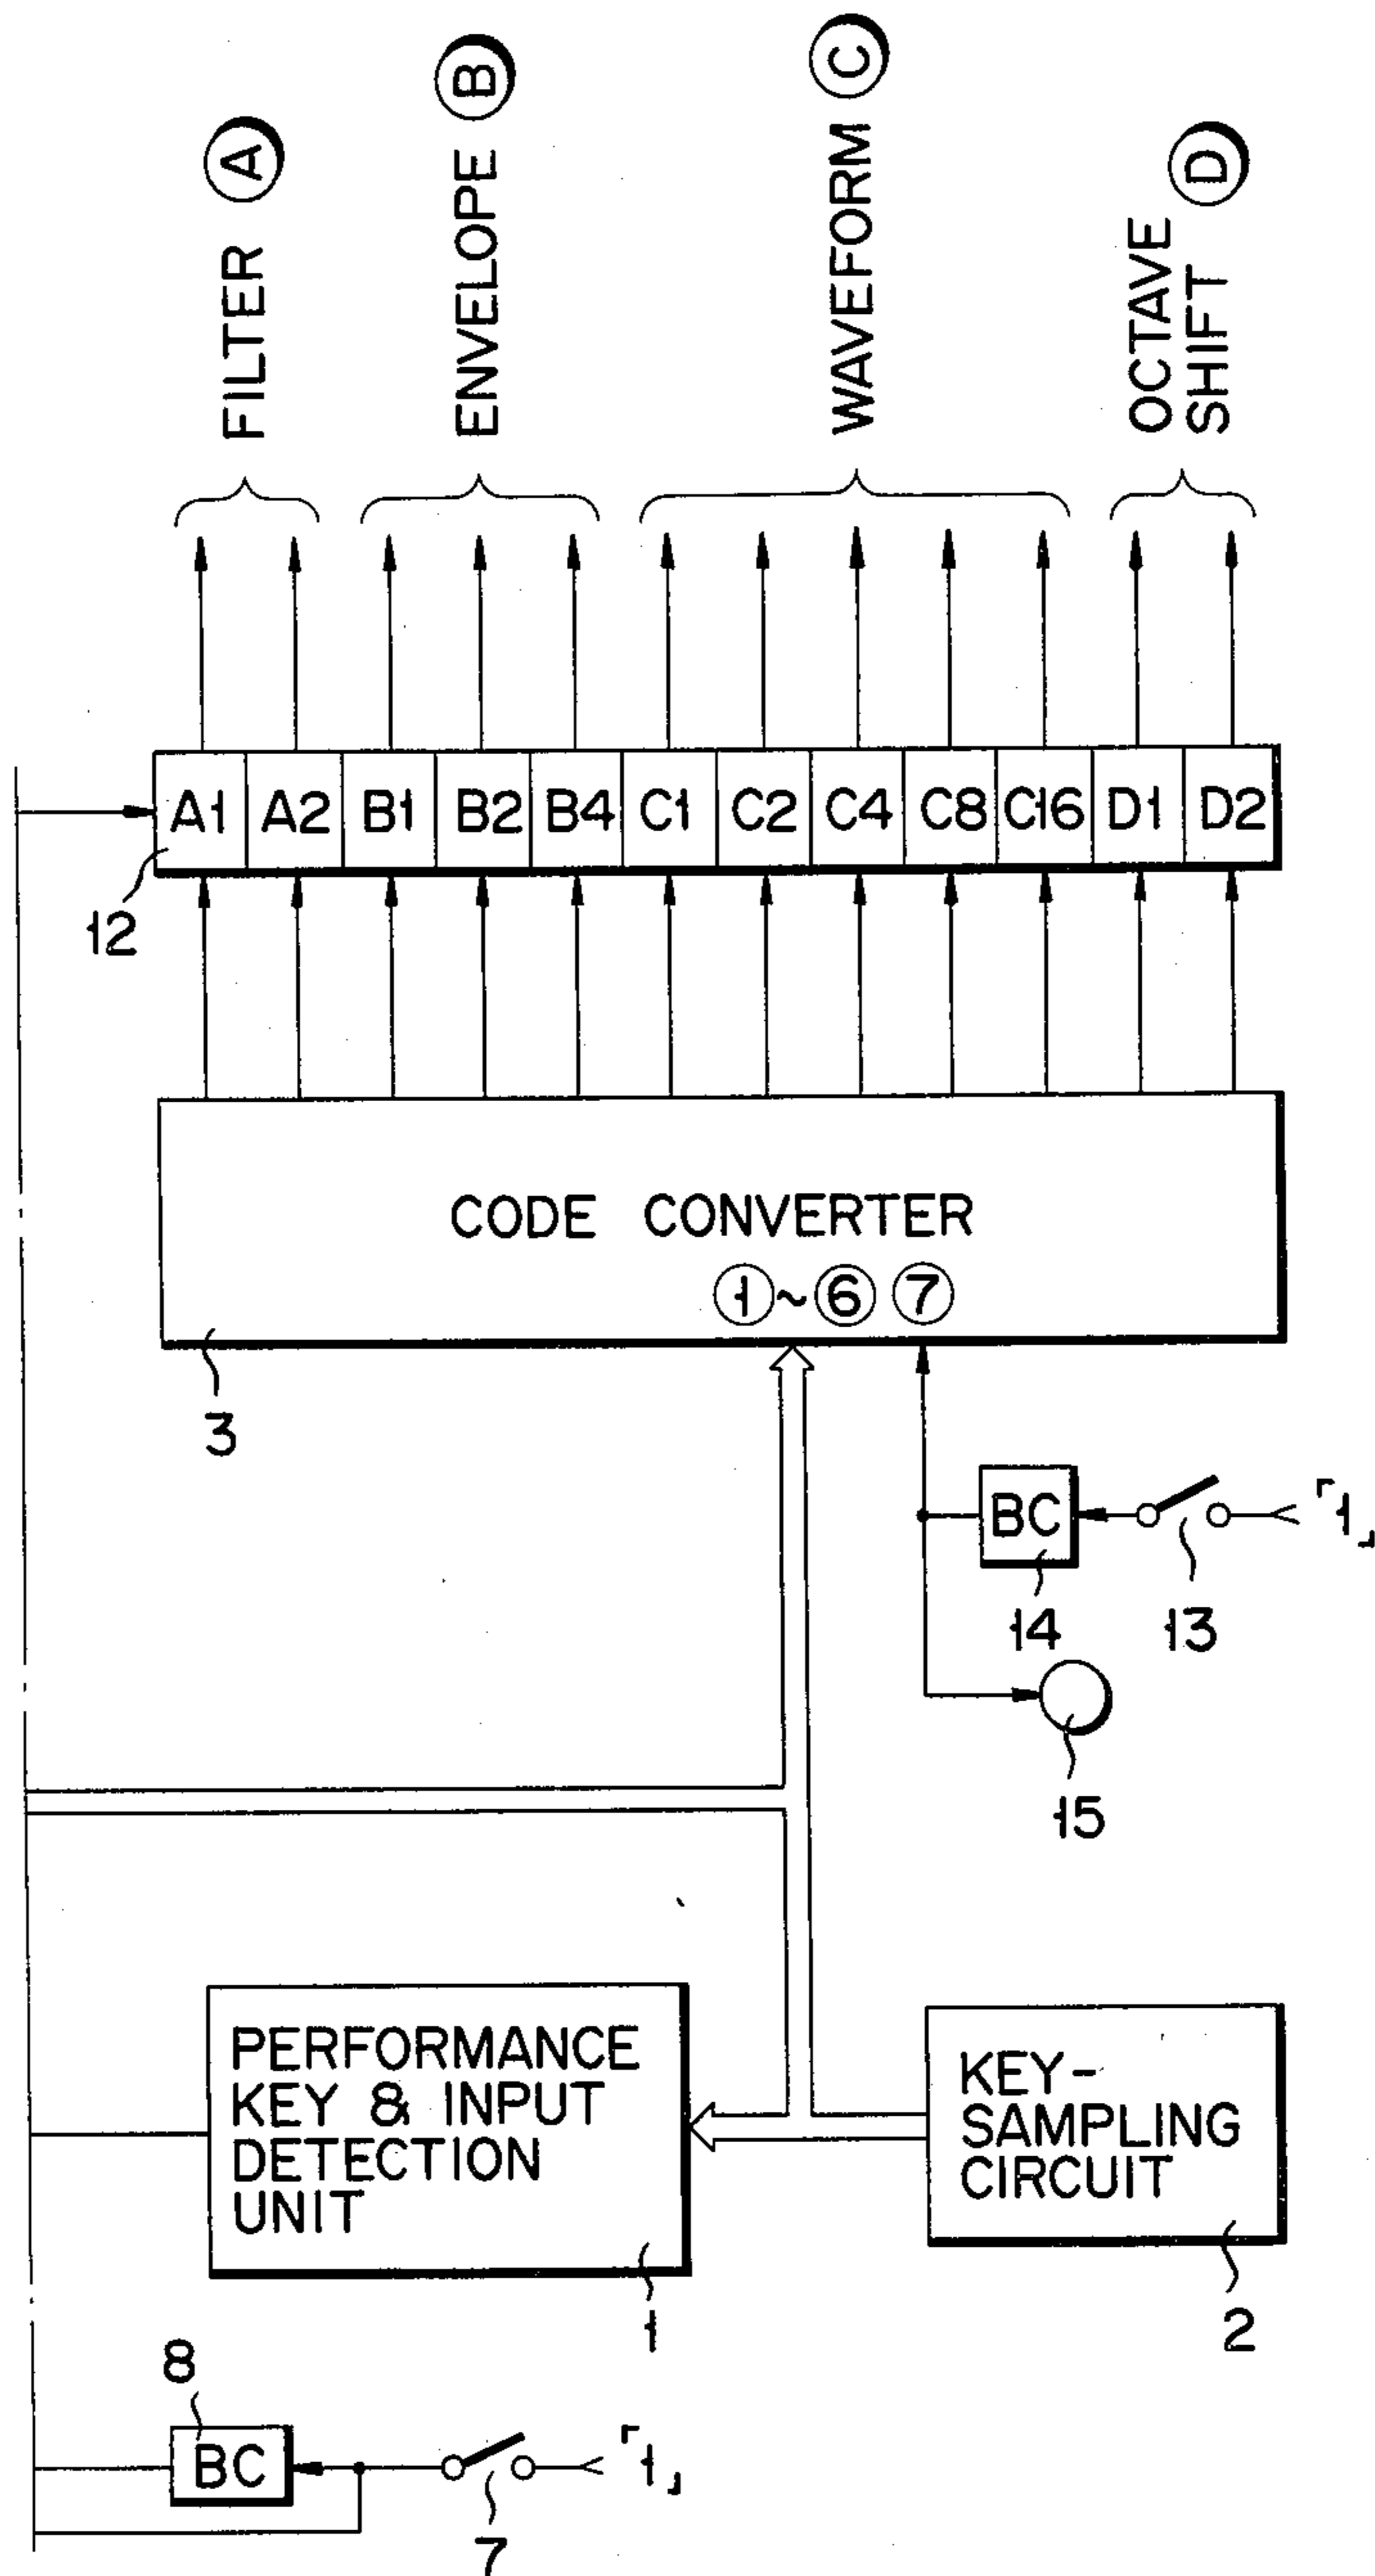 FILTER Ⓐ
ENVELOPE Ⓑ
WAVEFORM Ⓒ
OCTAVE
SHIFT Ⓓ
A1 A2 B1 B2 B4 C1 C2 C4 C8 C16 D1 D2
12
CODE CONVERTER
①~⑥ ⑦
3
BC
「1」
14
13
15
PERFORMANCE
KEY & INPUT
DETECTION
UNIT
1
KEY-
SAMPLING
CIRCUIT
2
8
BC
「1」
7